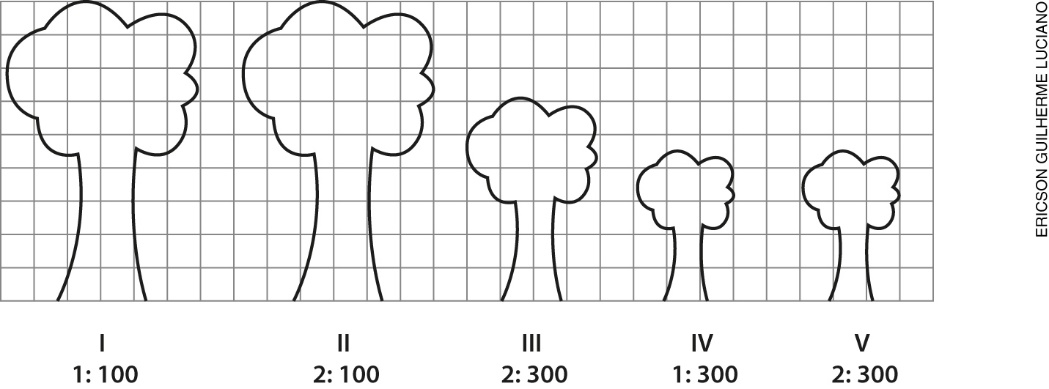 I
1: 100
II
2: 100
III
2: 300
IV
1: 300
V
2: 300
ERICSON GUILHERME LUCIANO